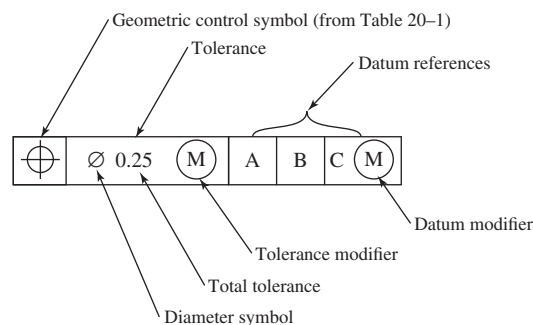 Geometric control symbol (from Table 20–1)
Tolerance
Datum references
⌀ 0.25 M A B C M
Datum modifier
Tolerance modifier
Total tolerance
Diameter symbol